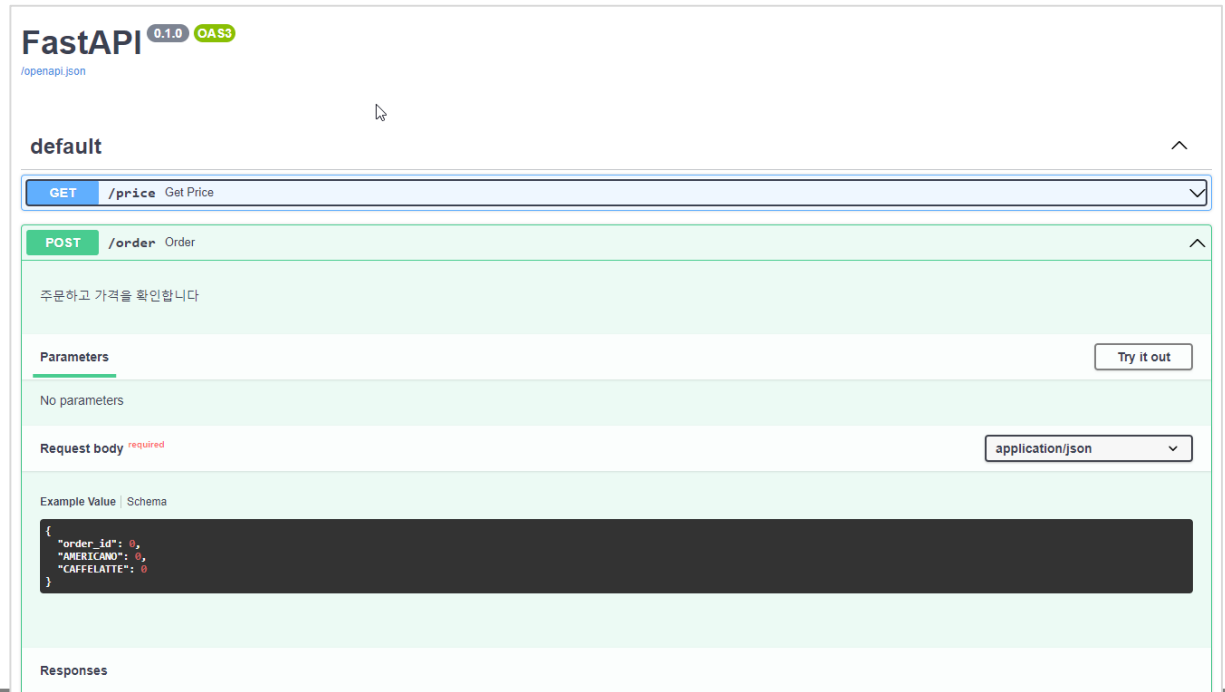 FastAPI 0.1.0 OAS3
/openapi.json
default
GET /price Get Price
POST /order Order
주문하고 가격을 확인합니다
Parameters
Try it out
No parameters
Request body required
application/json
Example Value | Schema
{
"order_id": 0,
"AMERICANO": 0,
"CAFFELATTE": 0
}
Responses